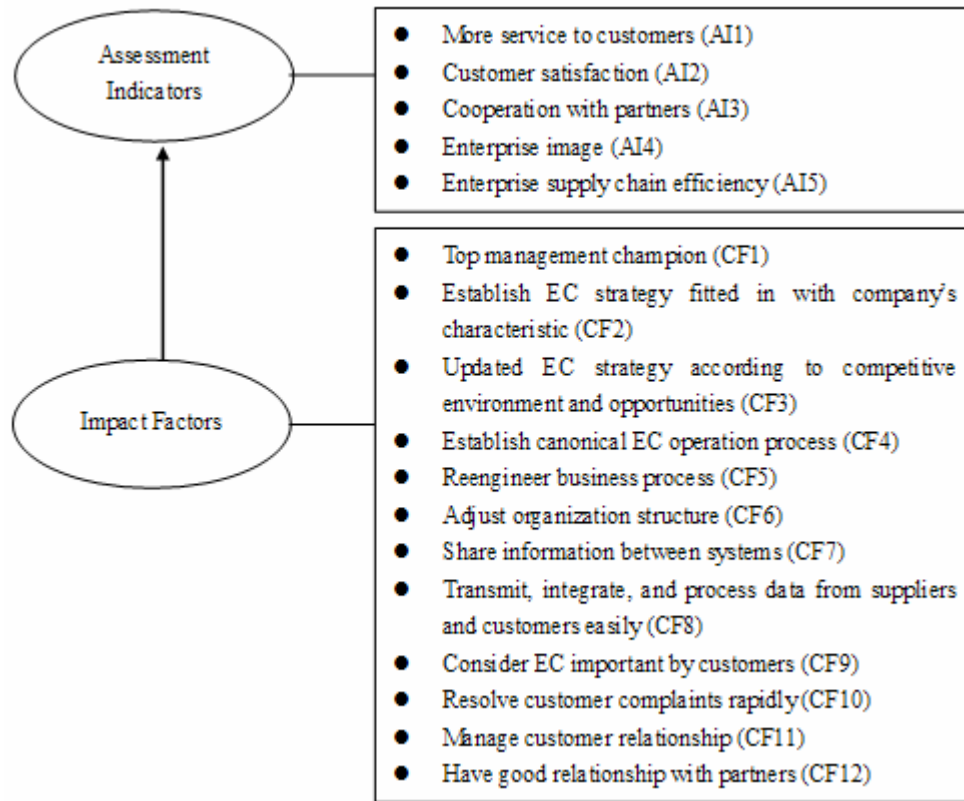 Assessment
Indicators
● More service to customers (AI1)
● Customer satisfaction (AI2)
● Cooperation with partners (AI3)
● Enterprise image (AI4)
● Enterprise supply chain efficiency (AI5)
Impact Factors
● Top management champion (CF1)
● Establish EC strategy fitted in with company's
characteristic (CF2)
● Updated EC strategy according to competitive
environment and opportunities (CF3)
● Establish canonical EC operation process (CF4)
● Reengineer business process (CF5)
● Adjust organization structure (CF6)
● Share information between systems (CF7)
● Transmit, integrate, and process data from suppliers
and customers easily (CF8)
● Consider EC important by customers (CF9)
● Resolve customer complaints rapidly (CF10)
● Manage customer relationship (CF11)
● Have good relationship with partners (CF12)